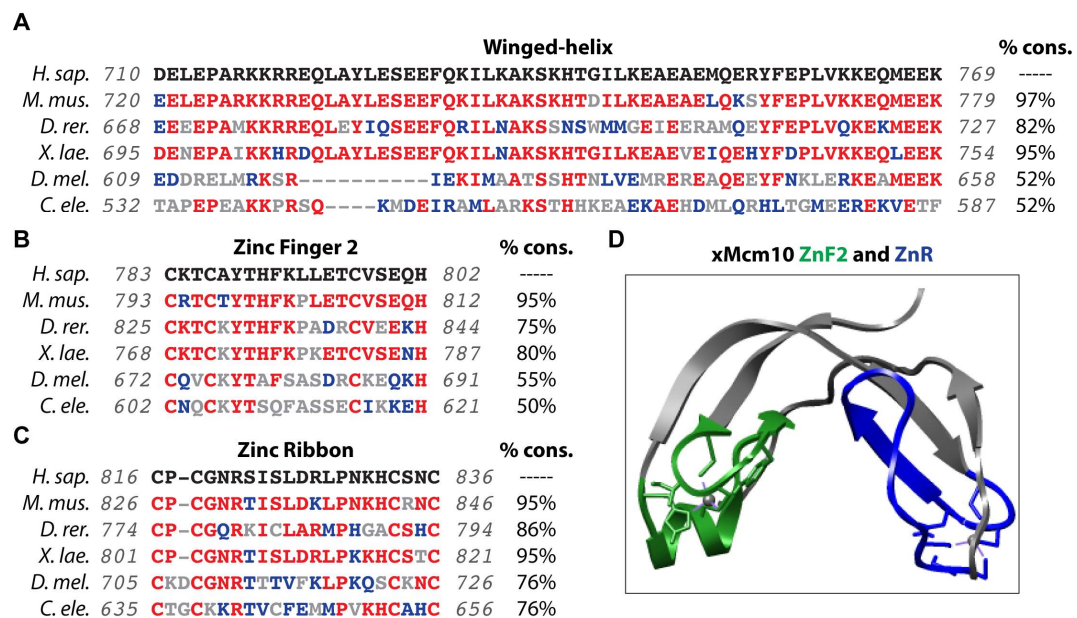 A
Winged-helix % cons.
H. sap. 710 DELEPARKKRREQLAYLESEEFQKILKAKSKHTGILKEAEAEMQERYFEPLVKKEQMEEK 769 -----
M. mus. 720 EELEPARKKRREQLAYLESEEFQKILKAKSKHTDILKEAEAELQKSYFEPLVKKEQMEEK 779 97%
D. rer. 668 EEEEPAMKKRREQLEYIQSEEFQRILNAKSSNSWMMGEIEERAMQEYFEPLVQKEKMEEK 727 82%
X. lae. 695 DENEPAIKKHRDQLAYLESEEFQKILNAKSKHTGILKEAEVEIQEHYFDPLVKKEQLEEK 754 95%
D. mel. 609 EDDRELMRKSR----------IEKIMAATSSHTNLVEMREREAQEEYFNKLERKEAMEEK 658 52%
C. ele. 532 TAPEPEAKKPRSQ----KMDEIRAMLARKSTHHKEAEKAEHDMLQRHLTGMEEREKVETF 587 52%
B
Zinc Finger 2 % cons.
H. sap. 783 CKTCAYTHFKLLETCVSEQH 802 -----
M. mus. 793 CRTCTYTHFKPLETCVSEQH 812 95%
D. rer. 825 CKTCKYTHFKPADRCVEEKH 844 75%
X. lae. 768 CKTCKYTHFKPKETCVSENH 787 80%
D. mel. 672 CQVCKYTAFSASDRCKEQKH 691 55%
C. ele. 602 CNQCKYTSQFASSECIKKEH 621 50%
C
Zinc Ribbon % cons.
H. sap. 816 CP-CGNRSISLDRLPNKHCSNC 836 -----
M. mus. 826 CP-CGNRTISLDKLPNKHCRNC 846 95%
D. rer. 774 CP-CGQRKICLARMPHGACSHC 794 86%
X. lae. 801 CP-CGNRTISLDRLPKKHCSTC 821 95%
D. mel. 705 CKDCGNRTTTVFKLPKQSCKNC 726 76%
C. ele. 635 CTGCKKRTVCFEMMPVKHCAHC 656 76%
D
xMcm10 ZnF2 and ZnR